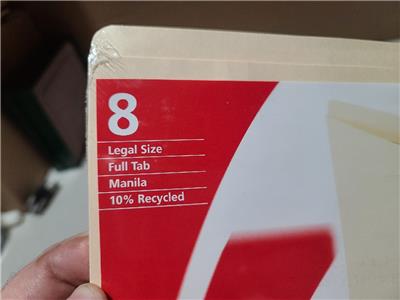 8
Legal Size
Full Tab
Manila
10% Recycled